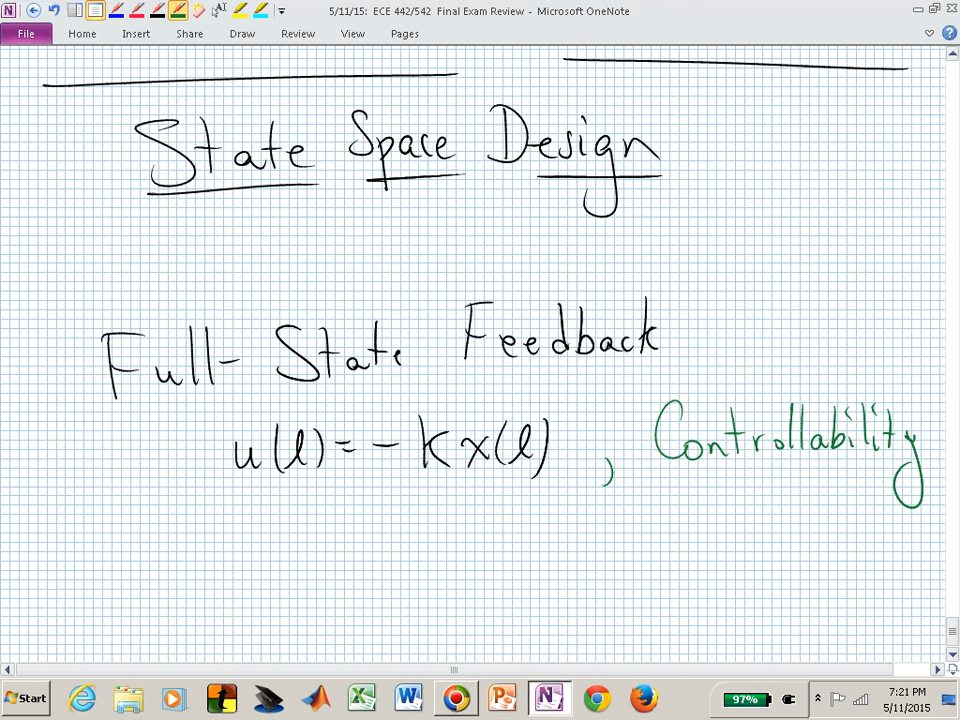 5/11/15: ECE 442/542 Final Exam Review - Microsoft OneNote
File Home Insert Share Draw Review View Pages
State Space Design
Full-State Feedback
u(l) = -Kx(l) , Controllability
Start
97%
7:21 PM
5/11/2015